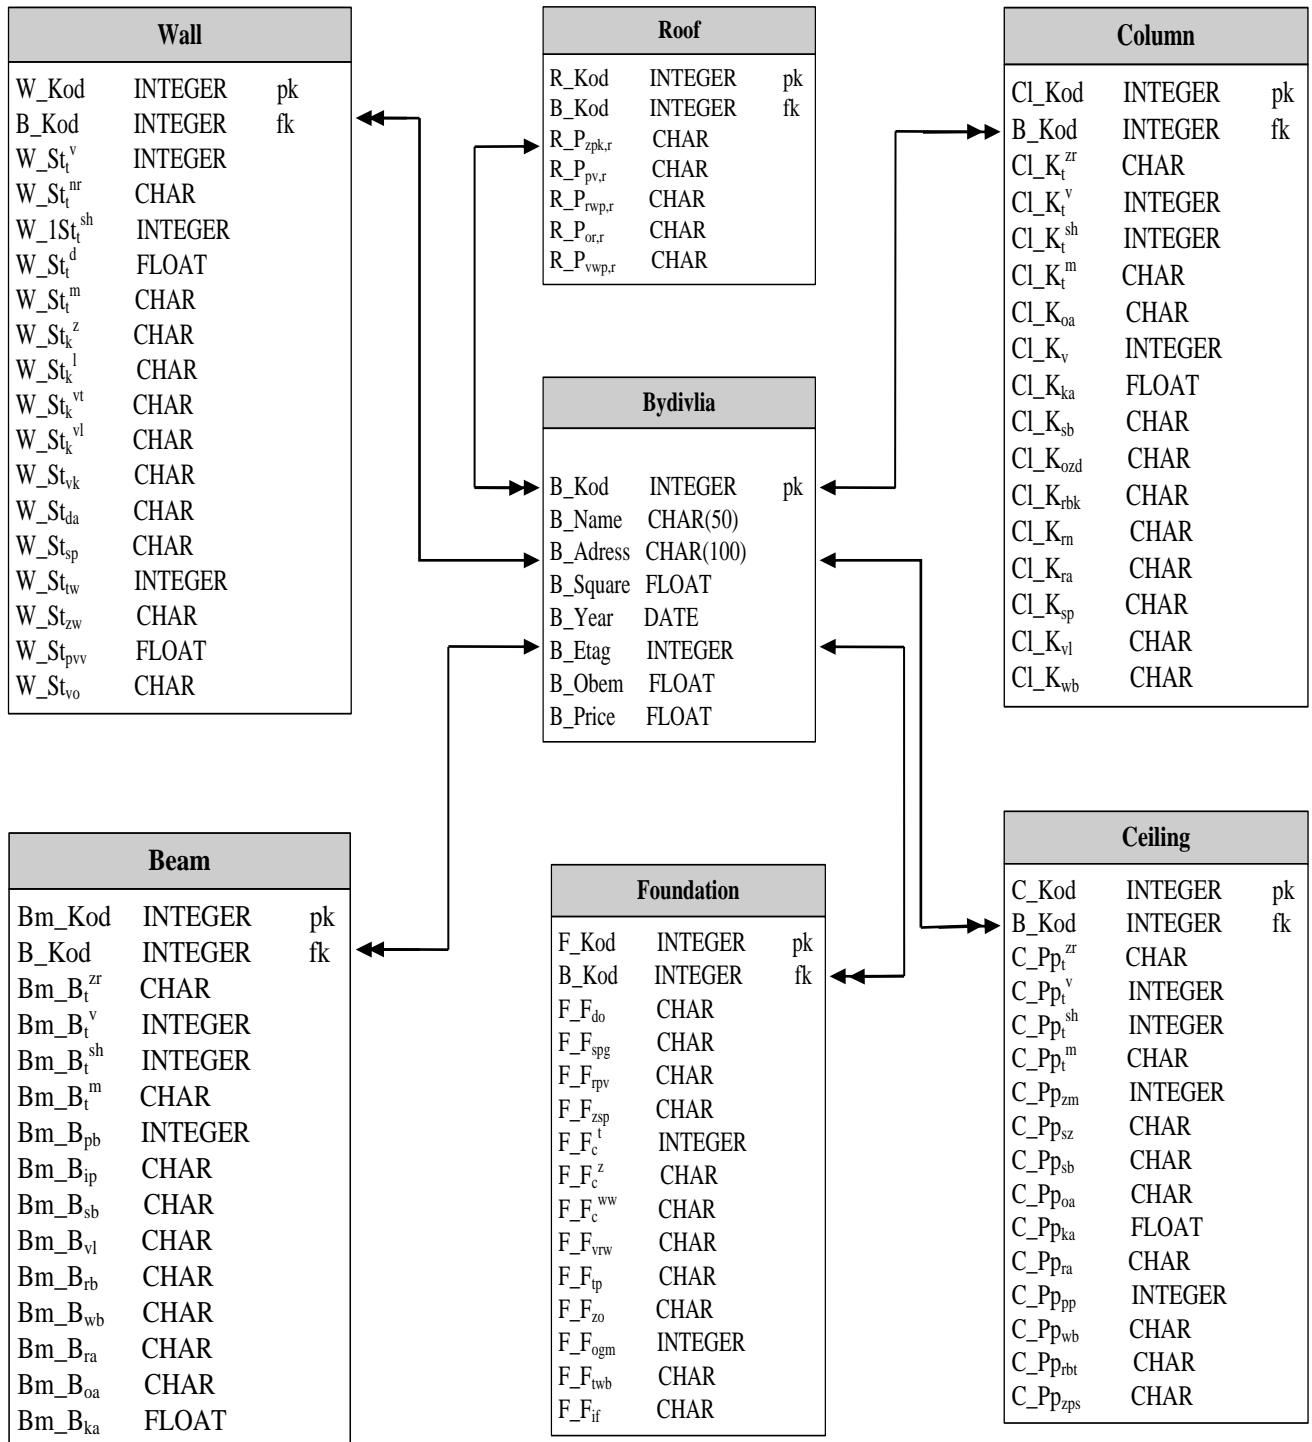 Wall
W_Kod INTEGER pk
B_Kod INTEGER fk
W_St_t^v INTEGER
W_St_t^nr CHAR
W_1St_t^sh INTEGER
W_St_t^d FLOAT
W_St_t^m CHAR
W_St_k^z CHAR
W_St_k^l CHAR
W_St_k^vt CHAR
W_St_k^vl CHAR
W_St_vk CHAR
W_St_da CHAR
W_St_sp CHAR
W_St_tw INTEGER
W_St_zw CHAR
W_St_pvv FLOAT
W_St_vo CHAR
Roof
R_Kod INTEGER pk
B_Kod INTEGER fk
R_P_zpk,r CHAR
R_P_pv,r CHAR
R_P_rwp,r CHAR
R_P_or,r CHAR
R_P_vwp,r CHAR
Column
Cl_Kod INTEGER pk
B_Kod INTEGER fk
Cl_K_t^zr CHAR
Cl_K_t^v INTEGER
Cl_K_t^sh INTEGER
Cl_K_t^m CHAR
Cl_K_oa CHAR
Cl_K_v INTEGER
Cl_K_ka FLOAT
Cl_K_sb CHAR
Cl_K_ozd CHAR
Cl_K_rbk CHAR
Cl_K_rn CHAR
Cl_K_ra CHAR
Cl_K_sp CHAR
Cl_K_vl CHAR
Cl_K_wb CHAR
Bydivlia
B_Kod INTEGER pk
B_Name CHAR(50)
B_Adress CHAR(100)
B_Square FLOAT
B_Year DATE
B_Etag INTEGER
B_Obem FLOAT
B_Price FLOAT
Beam
Bm_Kod INTEGER pk
B_Kod INTEGER fk
Bm_B_t^zr CHAR
Bm_B_t^v INTEGER
Bm_B_t^sh INTEGER
Bm_B_t^m CHAR
Bm_B_pb INTEGER
Bm_B_ip CHAR
Bm_B_sb CHAR
Bm_B_vl CHAR
Bm_B_rb CHAR
Bm_B_wb CHAR
Bm_B_ra CHAR
Bm_B_oa CHAR
Bm_B_ka FLOAT
Foundation
F_Kod INTEGER pk
B_Kod INTEGER fk
F_F_do CHAR
F_F_spg CHAR
F_F_rpv CHAR
F_F_zsp CHAR
F_F_c^t INTEGER
F_F_c^z CHAR
F_F_c^ww CHAR
F_F_vrw CHAR
F_F_tp CHAR
F_F_zo CHAR
F_F_ogm INTEGER
F_F_twb CHAR
F_F_if CHAR
Ceiling
C_Kod INTEGER pk
B_Kod INTEGER fk
C_Pp_t^zr CHAR
C_Pp_t^v INTEGER
C_Pp_t^sh INTEGER
C_Pp_t^m CHAR
C_Pp_zm INTEGER
C_Pp_sz CHAR
C_Pp_sb CHAR
C_Pp_oa CHAR
C_Pp_ka FLOAT
C_Pp_ra CHAR
C_Pp_pp INTEGER
C_Pp_wb CHAR
C_Pp_rbt CHAR
C_Pp_zps CHAR